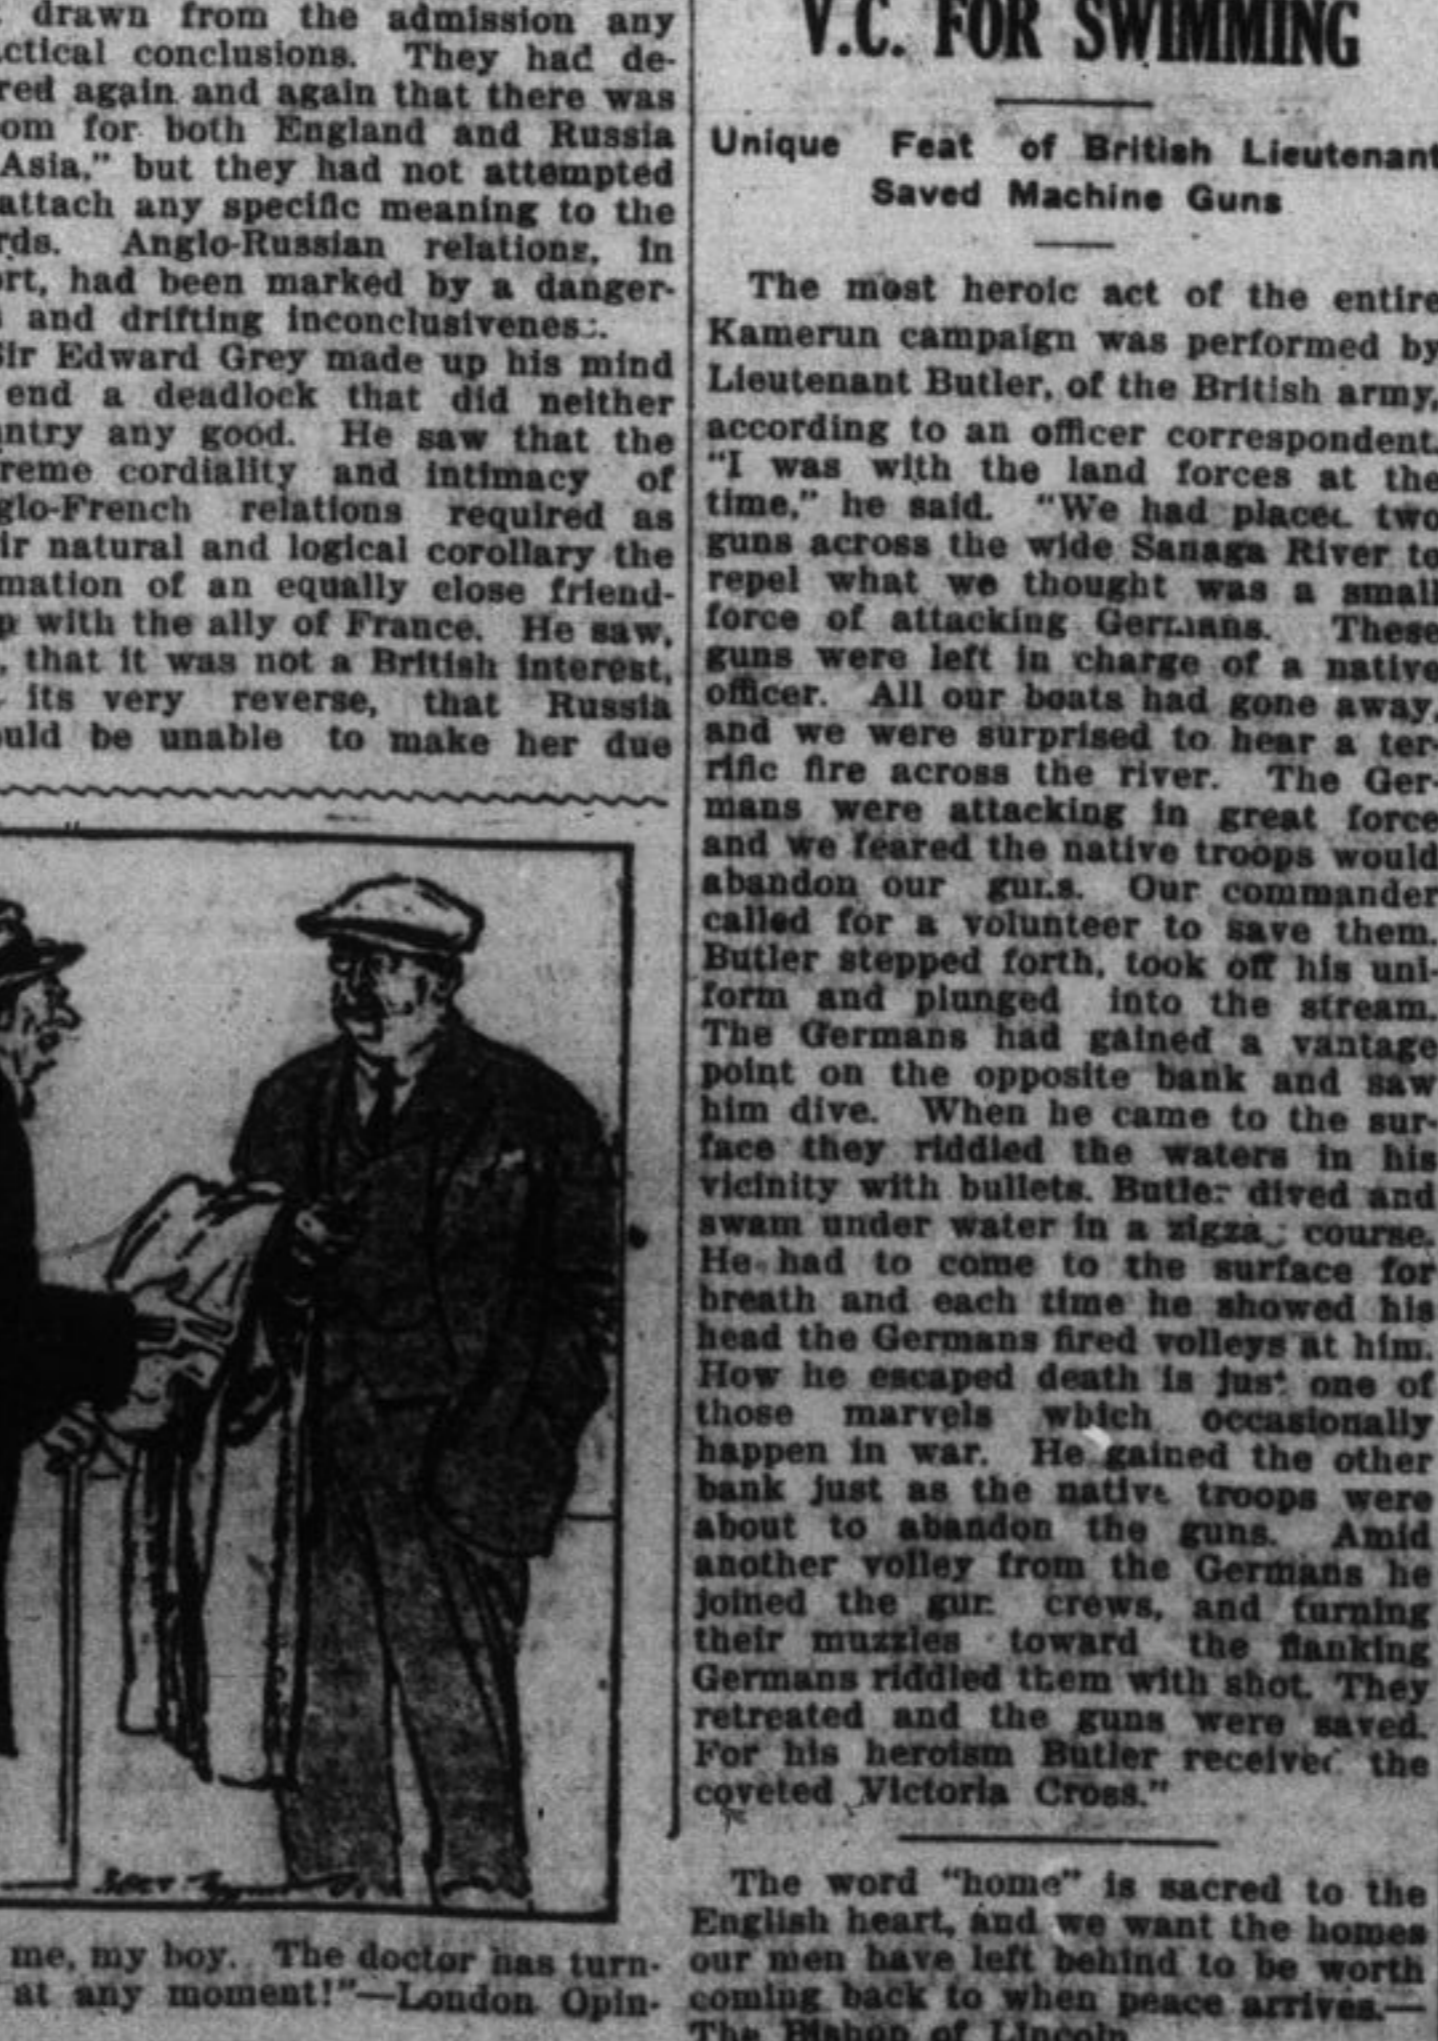 drawn from the admission any
ctical conclusions. They had de-
red again and again that there was
om for both England and Russia
Asia," but they had not attempted
attach any specific meaning to the
rds. Anglo-Russian relations, in
ort, had been marked by a danger-
and drifting inconclusivenes:.
Sir Edward Grey made up his mind
end a deadlock that did neither
untry any good. He saw that the
reme cordiality and intimacy of
glo-French relations required as
ir natural and logical corollary the
mation of an equally close friend-
p with the ally of France. He saw,
, that it was not a British interest,
its very reverse, that Russia
ould be unable to make her due
me, my boy. The doctor has turn-
at any moment!"—London Opin-
V.C. FOR SWIMMING
Unique Feat of British Lieutenant
Saved Machine Guns
The most heroic act of the entire
Kamerun campaign was performed by
Lieutenant Butler, of the British army,
according to an officer correspondent.
"I was with the land forces at the
time," he said. "We had placed two
guns across the wide Sanaga River to
repel what we thought was a small
force of attacking Germans. These
guns were left in charge of a native
officer. All our boats had gone away,
and we were surprised to hear a ter-
rific fire across the river. The Ger-
mans were attacking in great force
and we feared the native troops would
abandon our guns. Our commander
called for a volunteer to save them.
Butler stepped forth, took off his uni-
form and plunged into the stream.
The Germans had gained a vantage
point on the opposite bank and saw
him dive. When he came to the sur-
face they riddled the waters in his
vicinity with bullets. Butler dived and
swam under water in a zigzag course.
He had to come to the surface for
breath and each time he showed his
head the Germans fired volleys at him.
How he escaped death is just one of
those marvels which occasionally
happen in war. He gained the other
bank just as the native troops were
about to abandon the guns. Amid
another volley from the Germans he
joined the gun crews, and turning
their muzzles toward the flanking
Germans riddled them with shot. They
retreated and the guns were saved.
For his heroism Butler received the
coveted Victoria Cross."
The word "home" is sacred to the
English heart, and we want the homes
our men have left behind to be worth
coming back to when peace arrives.—
The Bishop of Lincoln.